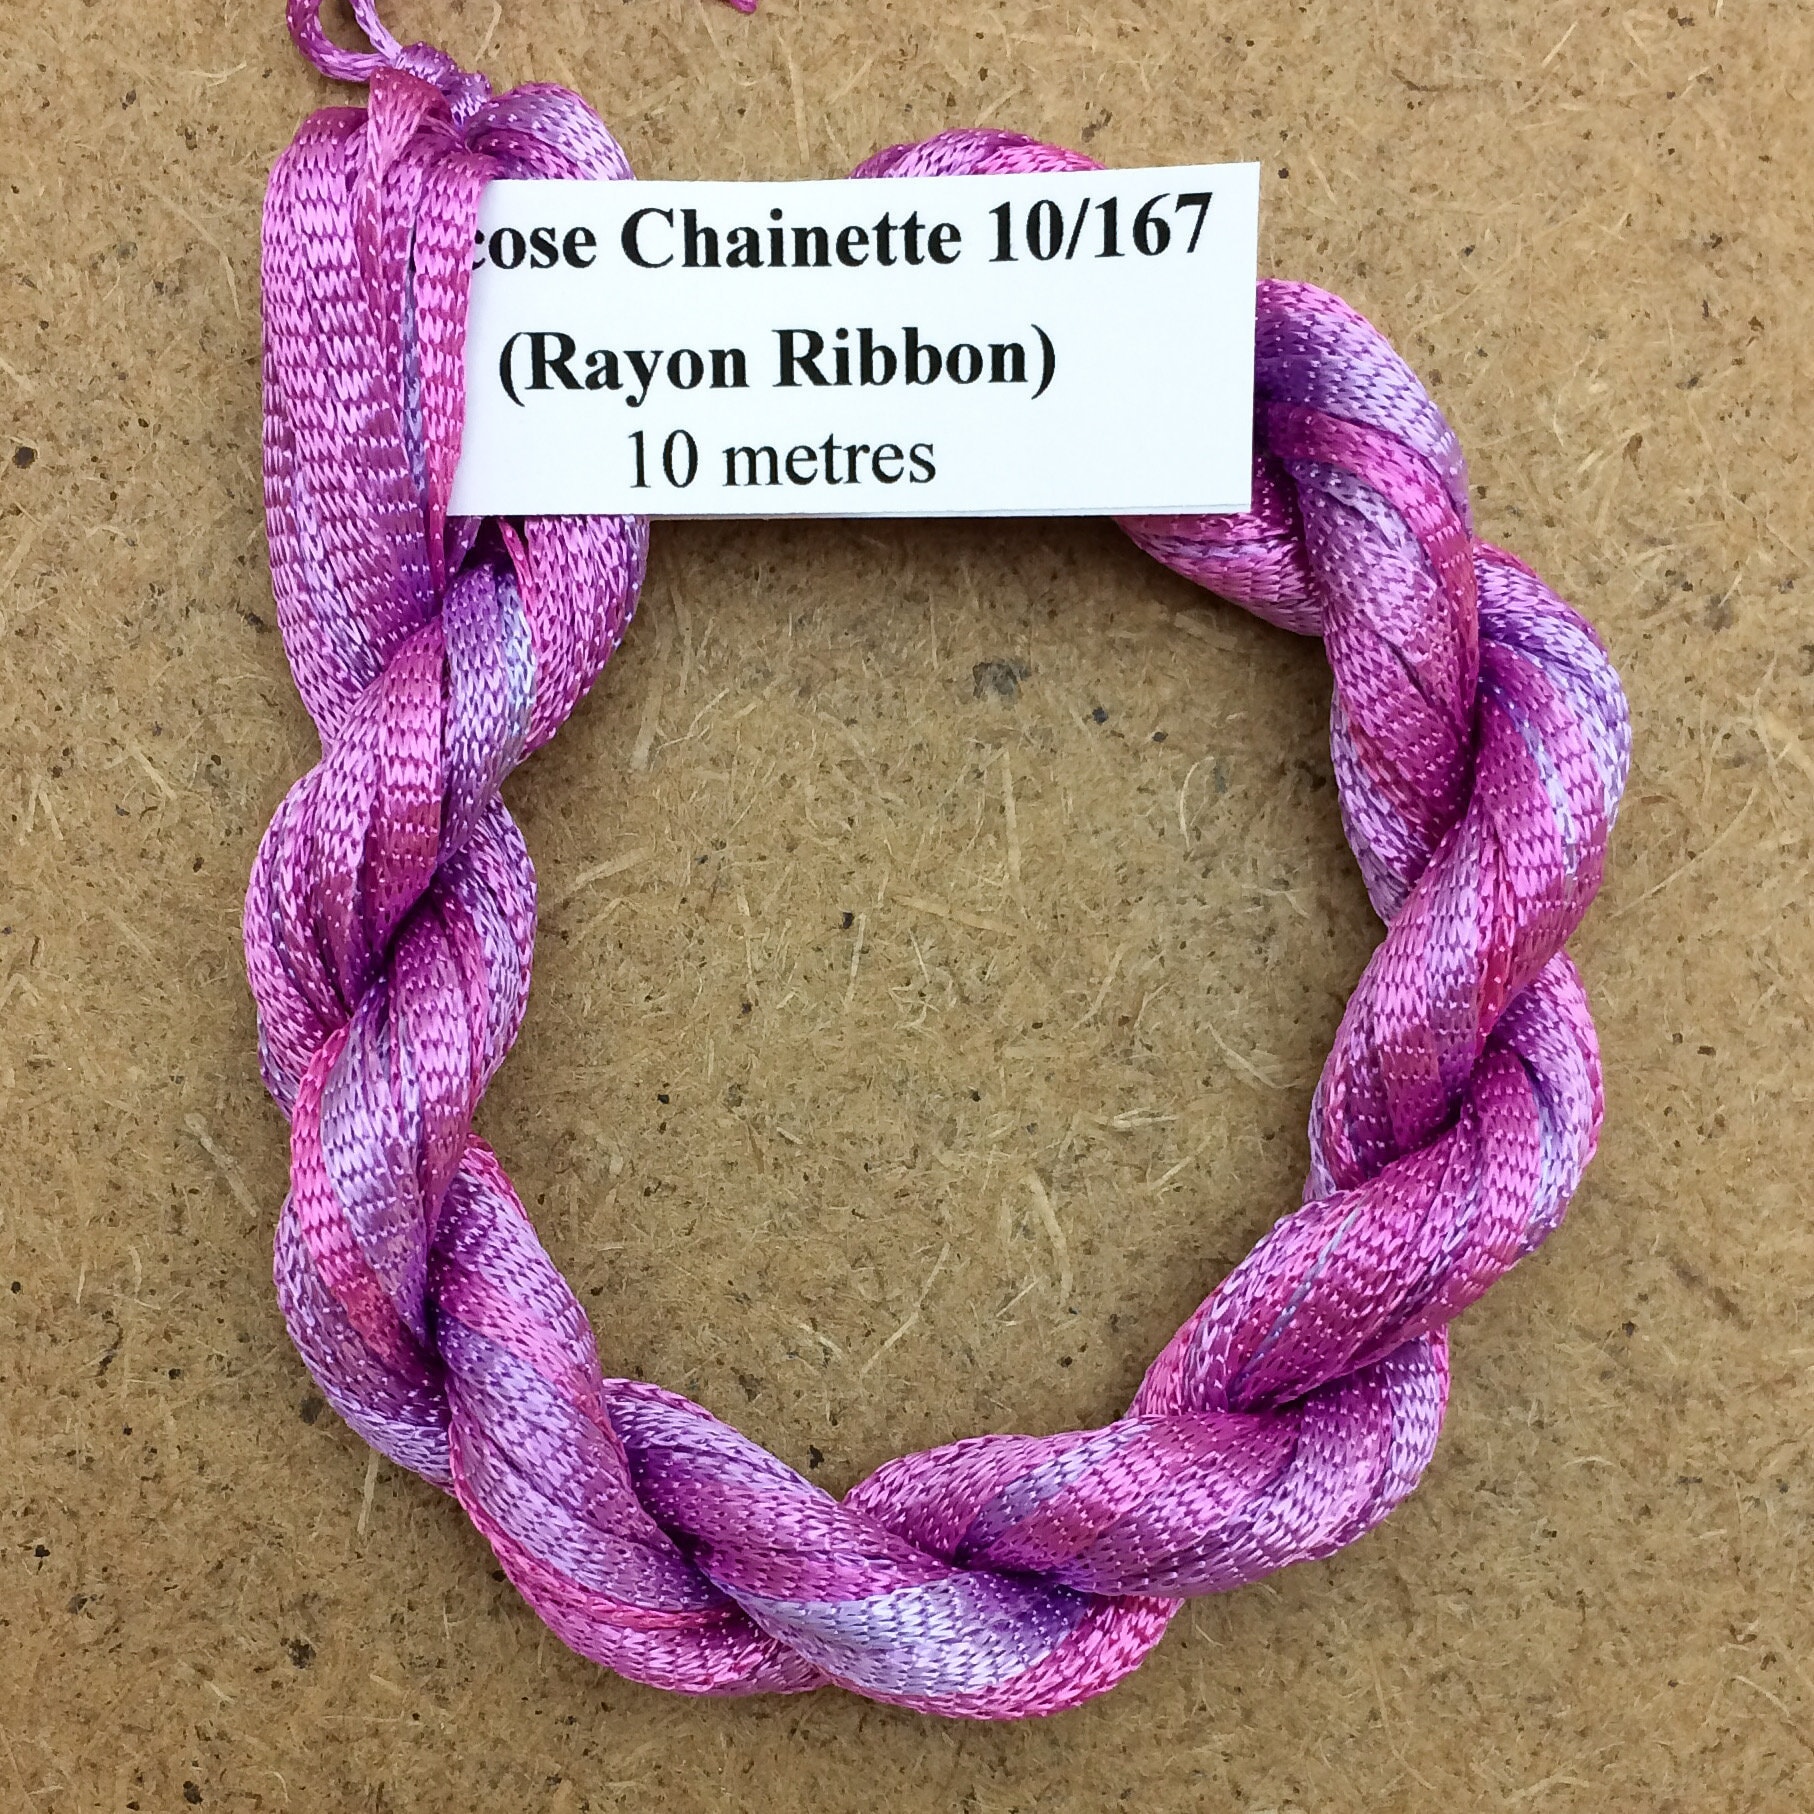 cose Chainette 10/167
(Rayon Ribbon)
10 metres